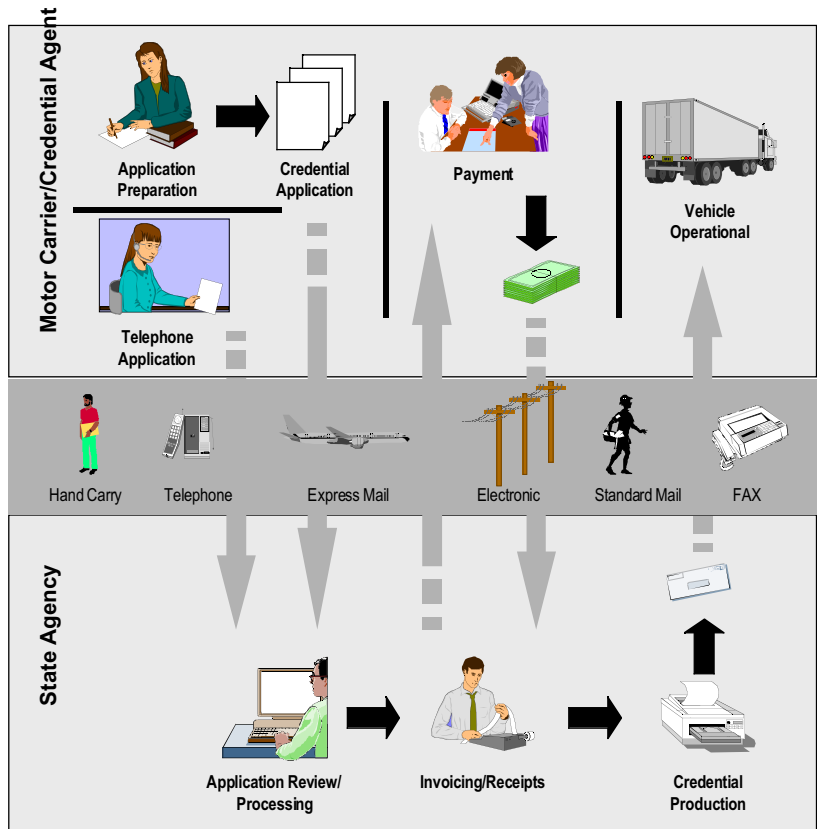 Motor Carrier/Credential Agent
Application
Preparation
Credential
Application
Payment
Vehicle
Operational
Telephone
Application
Hand Carry
Telephone
Express Mail
Electronic
Standard Mail
FAX
State Agency
Application Review/
Processing
Invoicing/Receipts
Credential
Production